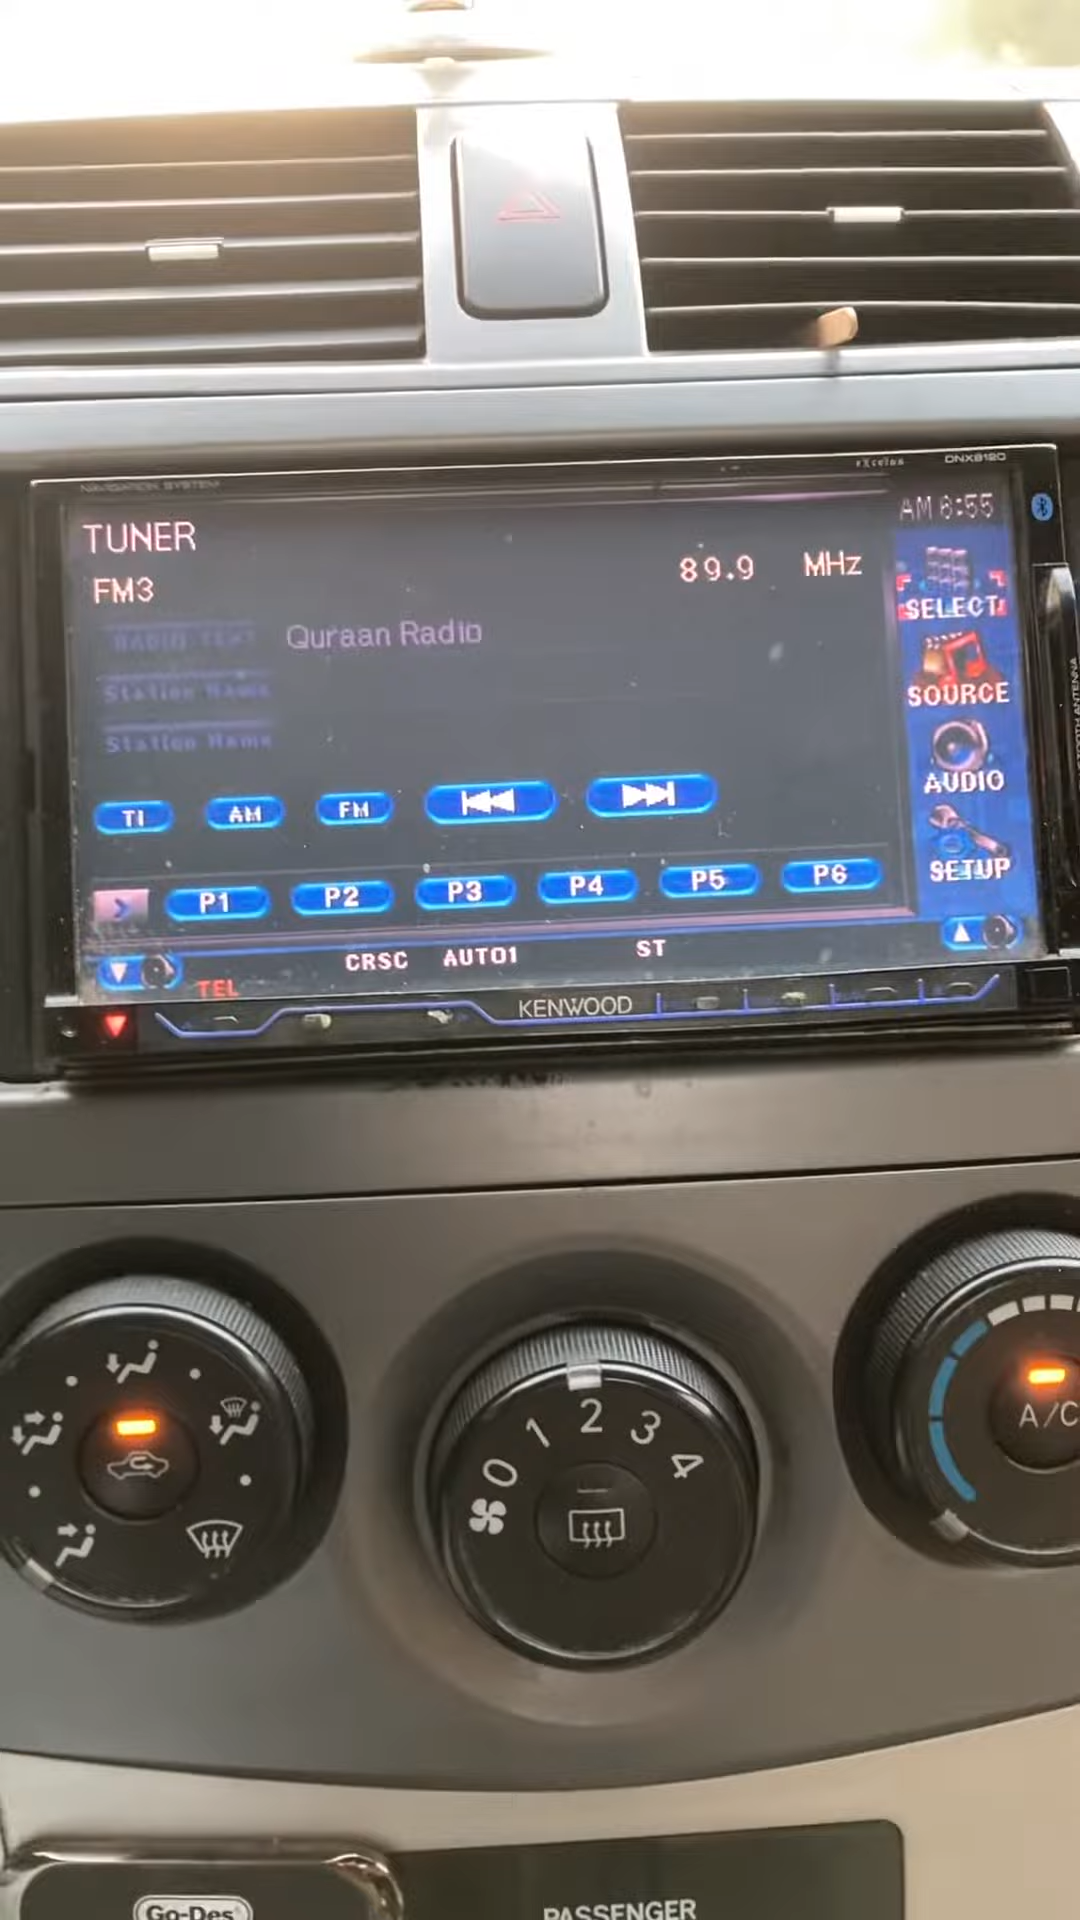 NAVIGATION SYSTEM
eXcelon DNX8120
TUNER
AM 6:55
FM3
89.9 MHz
SELECT
RADIO TEXT
Quraan Radio
Station Name
SOURCE
Station Name
AUDIO
TI AM FM
SETUP
P1 P2 P3 P4 P5 P6
CRSC AUTO1 ST
TEL
KENWOOD
0 1 2 3 4
A/C
Go-Des
PASSENGER